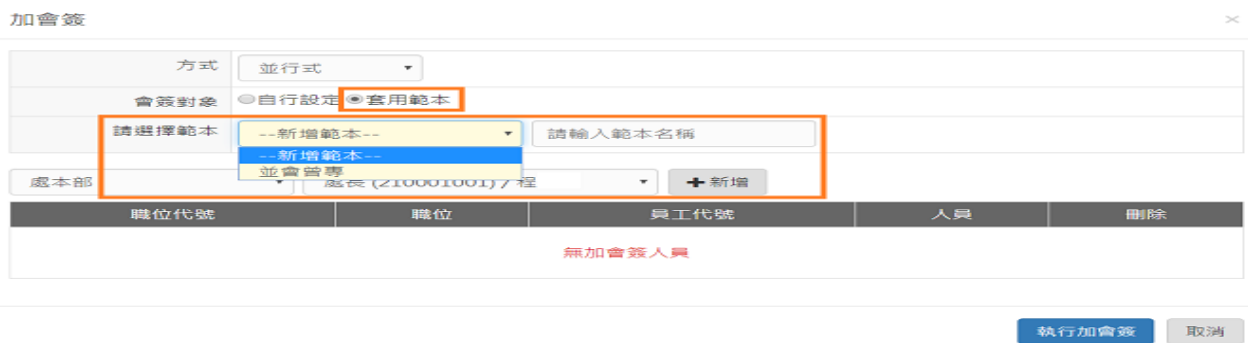 加會簽 ×
方式 並行式
會簽對象 自行設定 套用範本
請選擇範本 --新增範本-- 請輸入範本名稱
--新增範本--
並會曾專
處本部 處長 (210001001) / 程 +新增
職位代號 職位 員工代號 人員 刪除
無加會簽人員
執行加會簽 取消